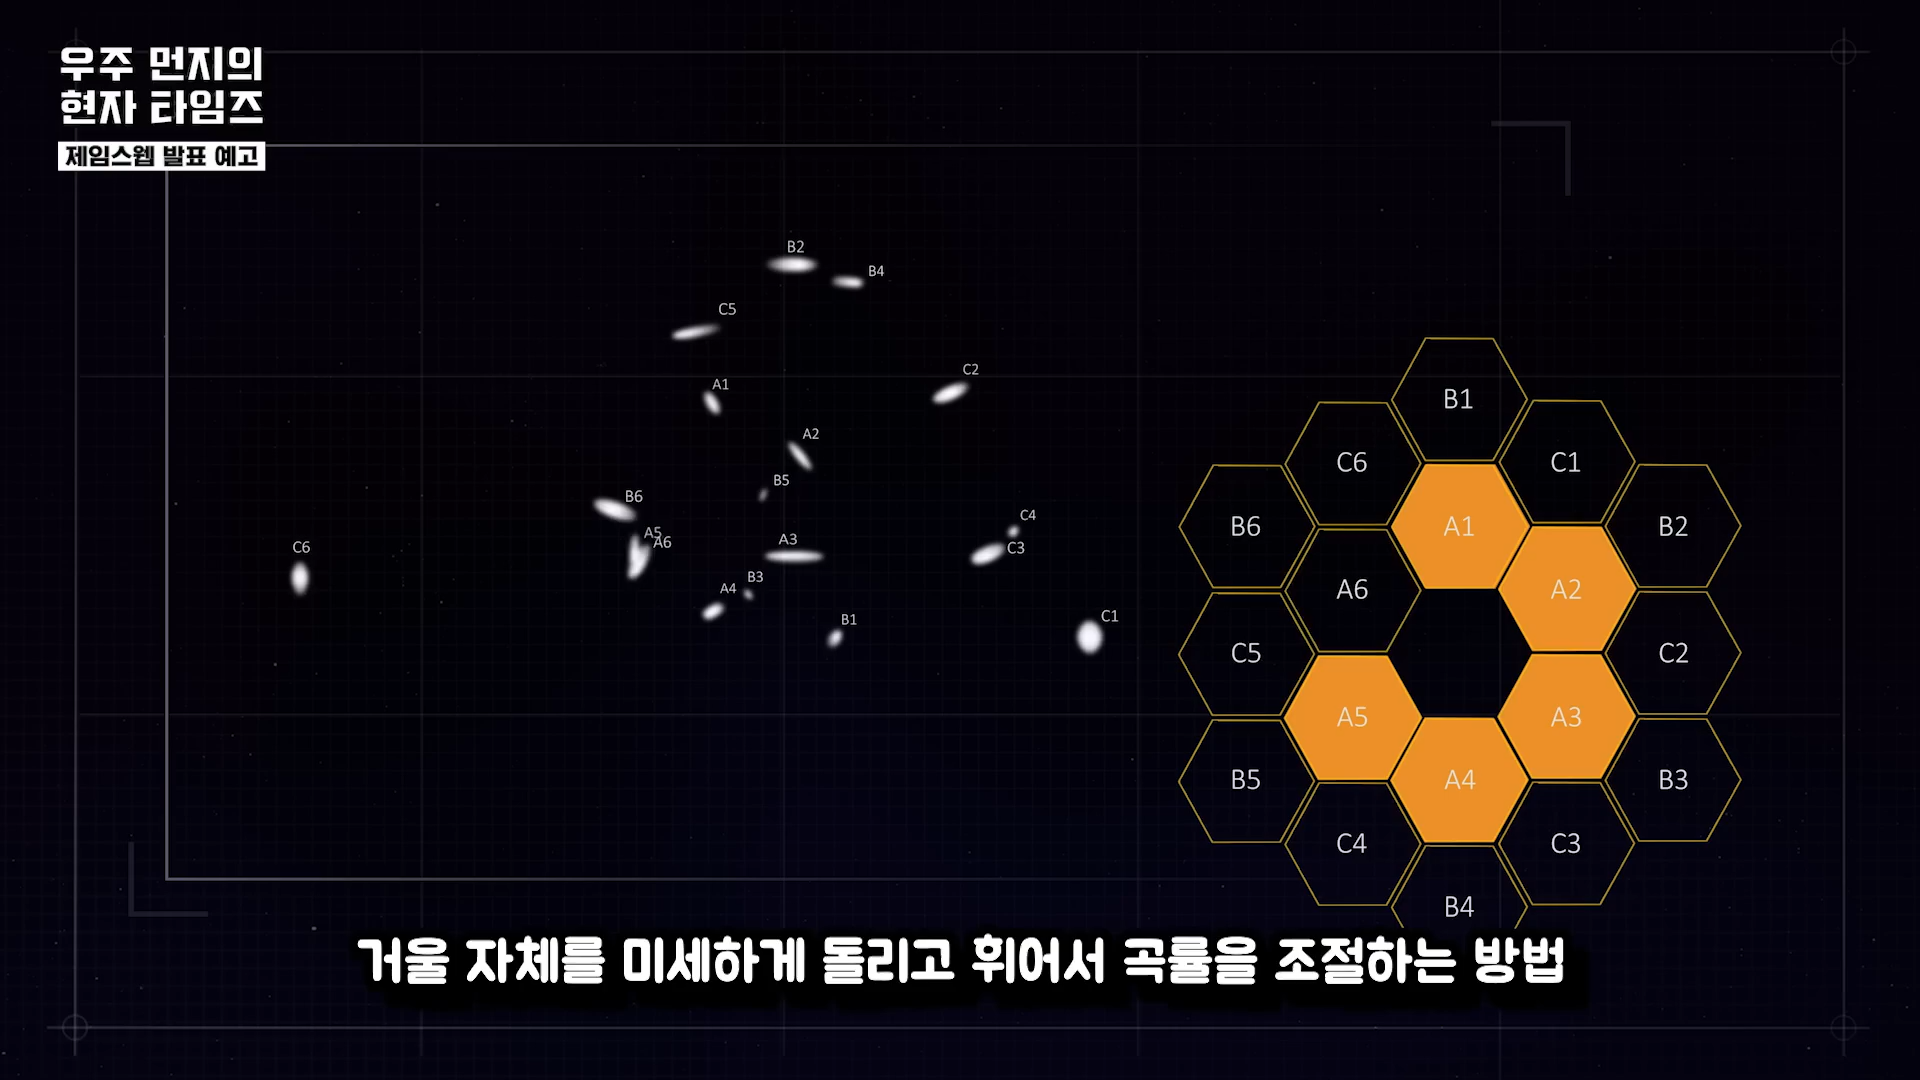 우주 먼지의
현자 타임즈
제임스웹 발표 예고
B2
B4
C5
C2
A1
A2
B5
B6
C4
A5
A6
A3
C3
C6
B3
A4
B1
C1
B1
C6
C1
B6
A1
B2
A6
A2
C5
C2
A5
A3
B5
A4
B3
C4
C3
B4
거울 자체를 미세하게 돌리고 휘어서 곡률을 조절하는 방법